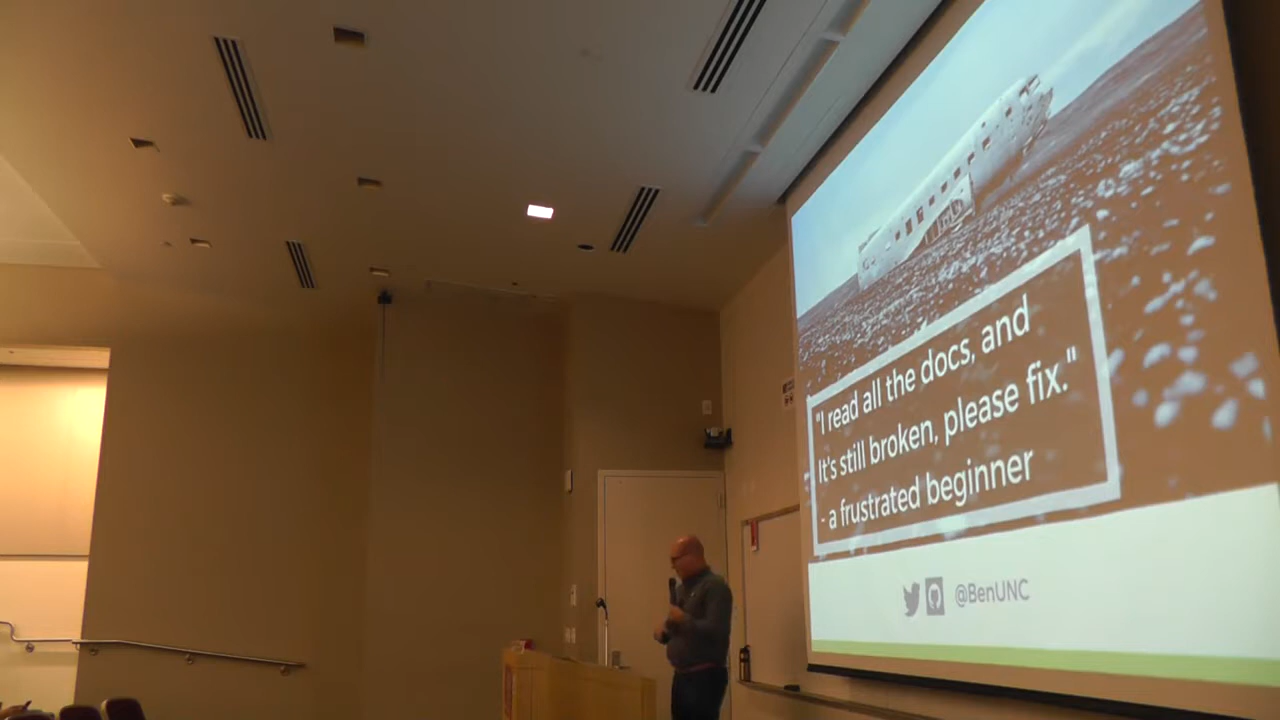 "I read all the docs, and
It's still broken, please fix."
- a frustrated beginner
@BenUNC